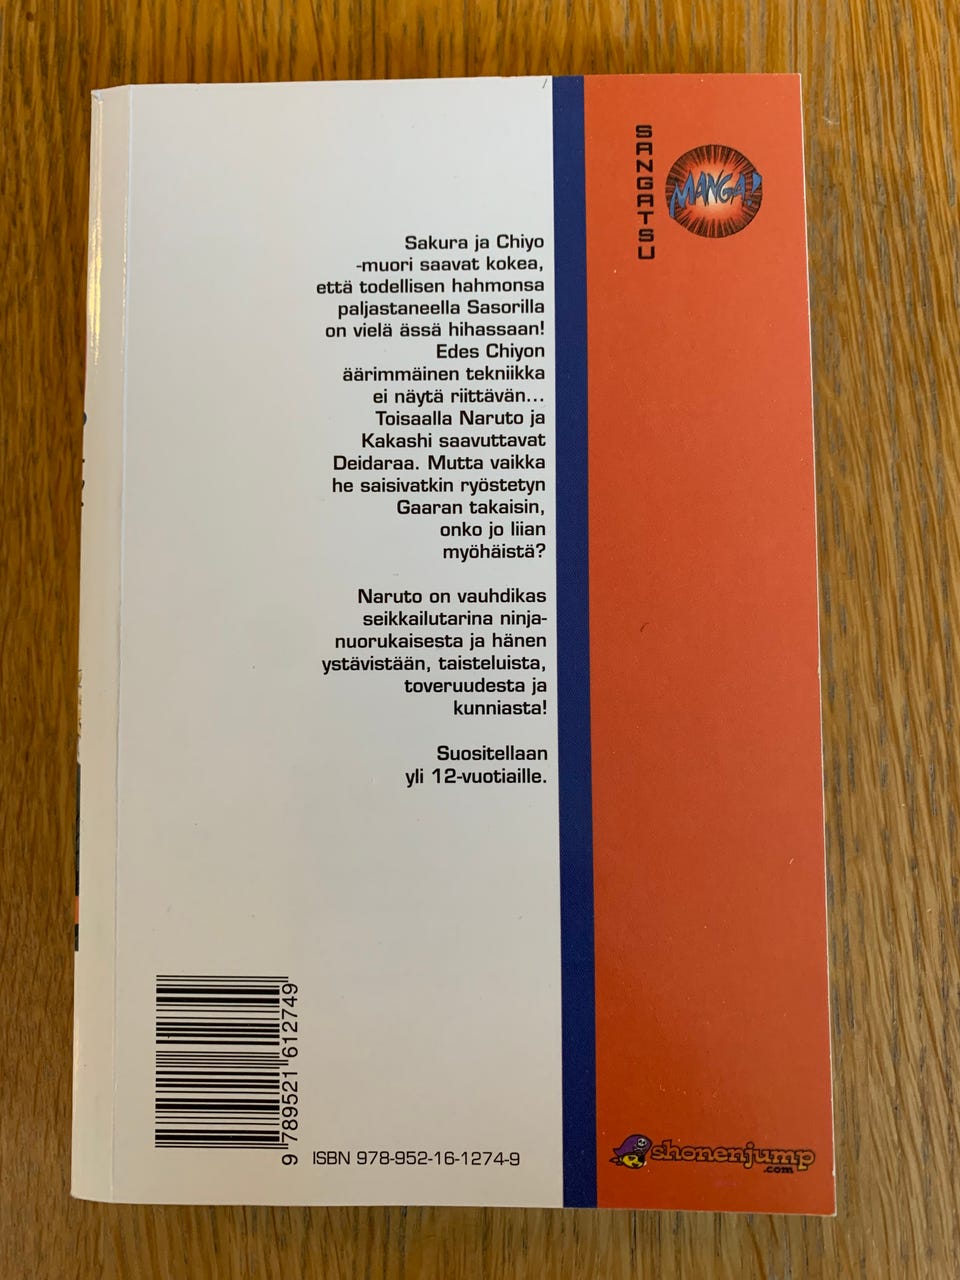 SANGATSU
MANGA!
Sakura ja Chiyo
-muori saavat kokea,
että todellisen hahmonsa
paljastaneella Sasorilla
on vielä ässä hihassaan!
Edes Chiyon
äärimmäinen tekniikka
ei näytä riittävän...
Toisaalla Naruto ja
Kakashi saavuttavat
Deidaraa. Mutta vaikka
he saisivatkin ryöstetyn
Gaaran takaisin,
onko jo liian
myöhäistä?
Naruto on vauhdikas
seikkailutarina ninja-
nuorukaisesta ja hänen
ystävistään, taisteluista,
toveruudesta ja
kunniasta!
Suositellaan
yli 12-vuotiaille.
9 789521 612749
ISBN 978-952-16-1274-9
shonenjump
.com